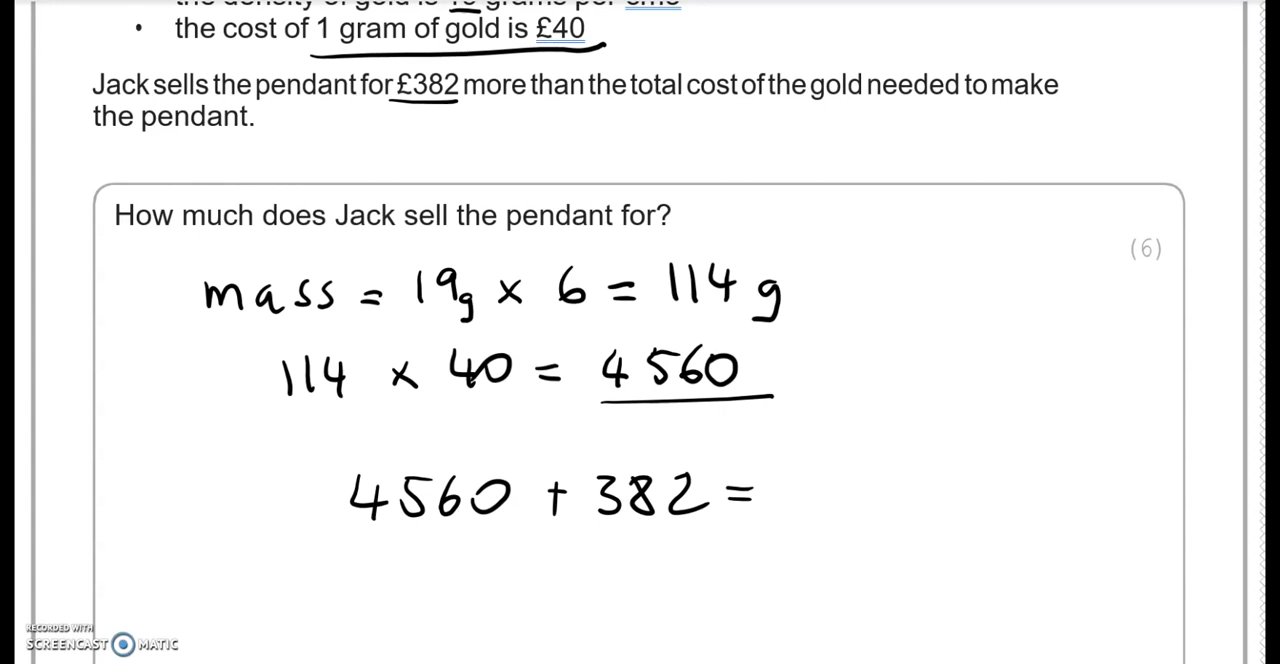 • the cost of 1 gram of gold is £40
Jack sells the pendant for £382 more than the total cost of the gold needed to make
the pendant.
How much does Jack sell the pendant for?
(6)
mass = 19g × 6 = 114 g
114 × 40 = 4560
4560 + 382 =
RECORDED WITH
SCREENCAST MATIC